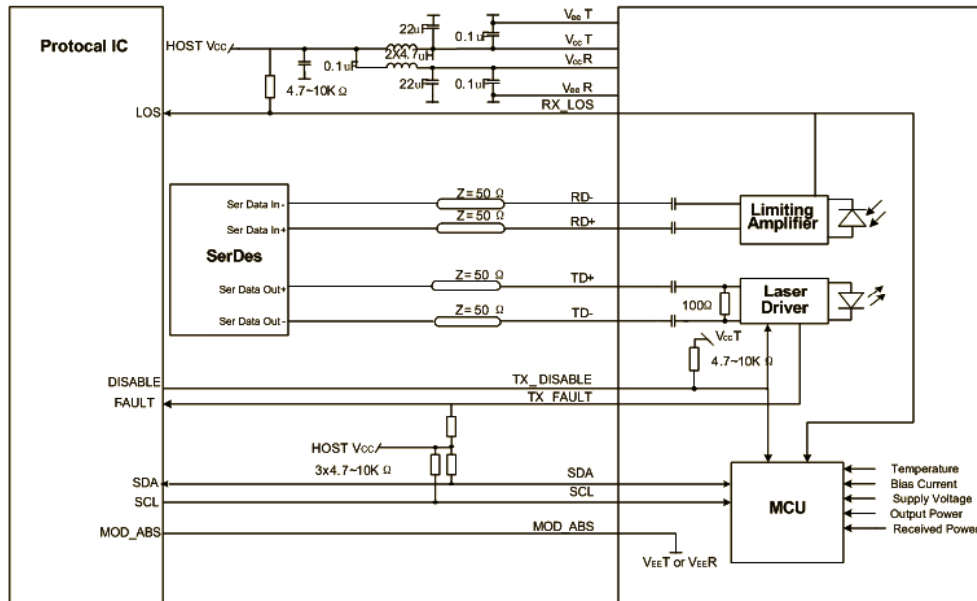 Protocal IC
HOST Vcc
22uF
0.1uF
VeeT
VccT
0.1uF
2X4.7uH
VccR
22uF
0.1uF
VeeR
4.7~10K Ω
LOS
RX_LOS
Z= 50 Ω
RD-
Ser Data In-
Z= 50 Ω
RD+
Ser Data In+
Limiting
Amplifier
SerDes
Z= 50 Ω
TD+
Ser Data Out+
100Ω
Laser
Driver
Z= 50 Ω
TD-
Ser Data Out-
VccT
4.7~10K Ω
DISABLE
TX_DISABLE
FAULT
TX_FAULT
HOST Vcc
3x4.7~10K Ω
SDA
SDA
SCL
SCL
MCU
Temperature
Bias Current
Supply Voltage
Output Power
Received Power
MOD_ABS
MOD_ABS
VEET or VEER